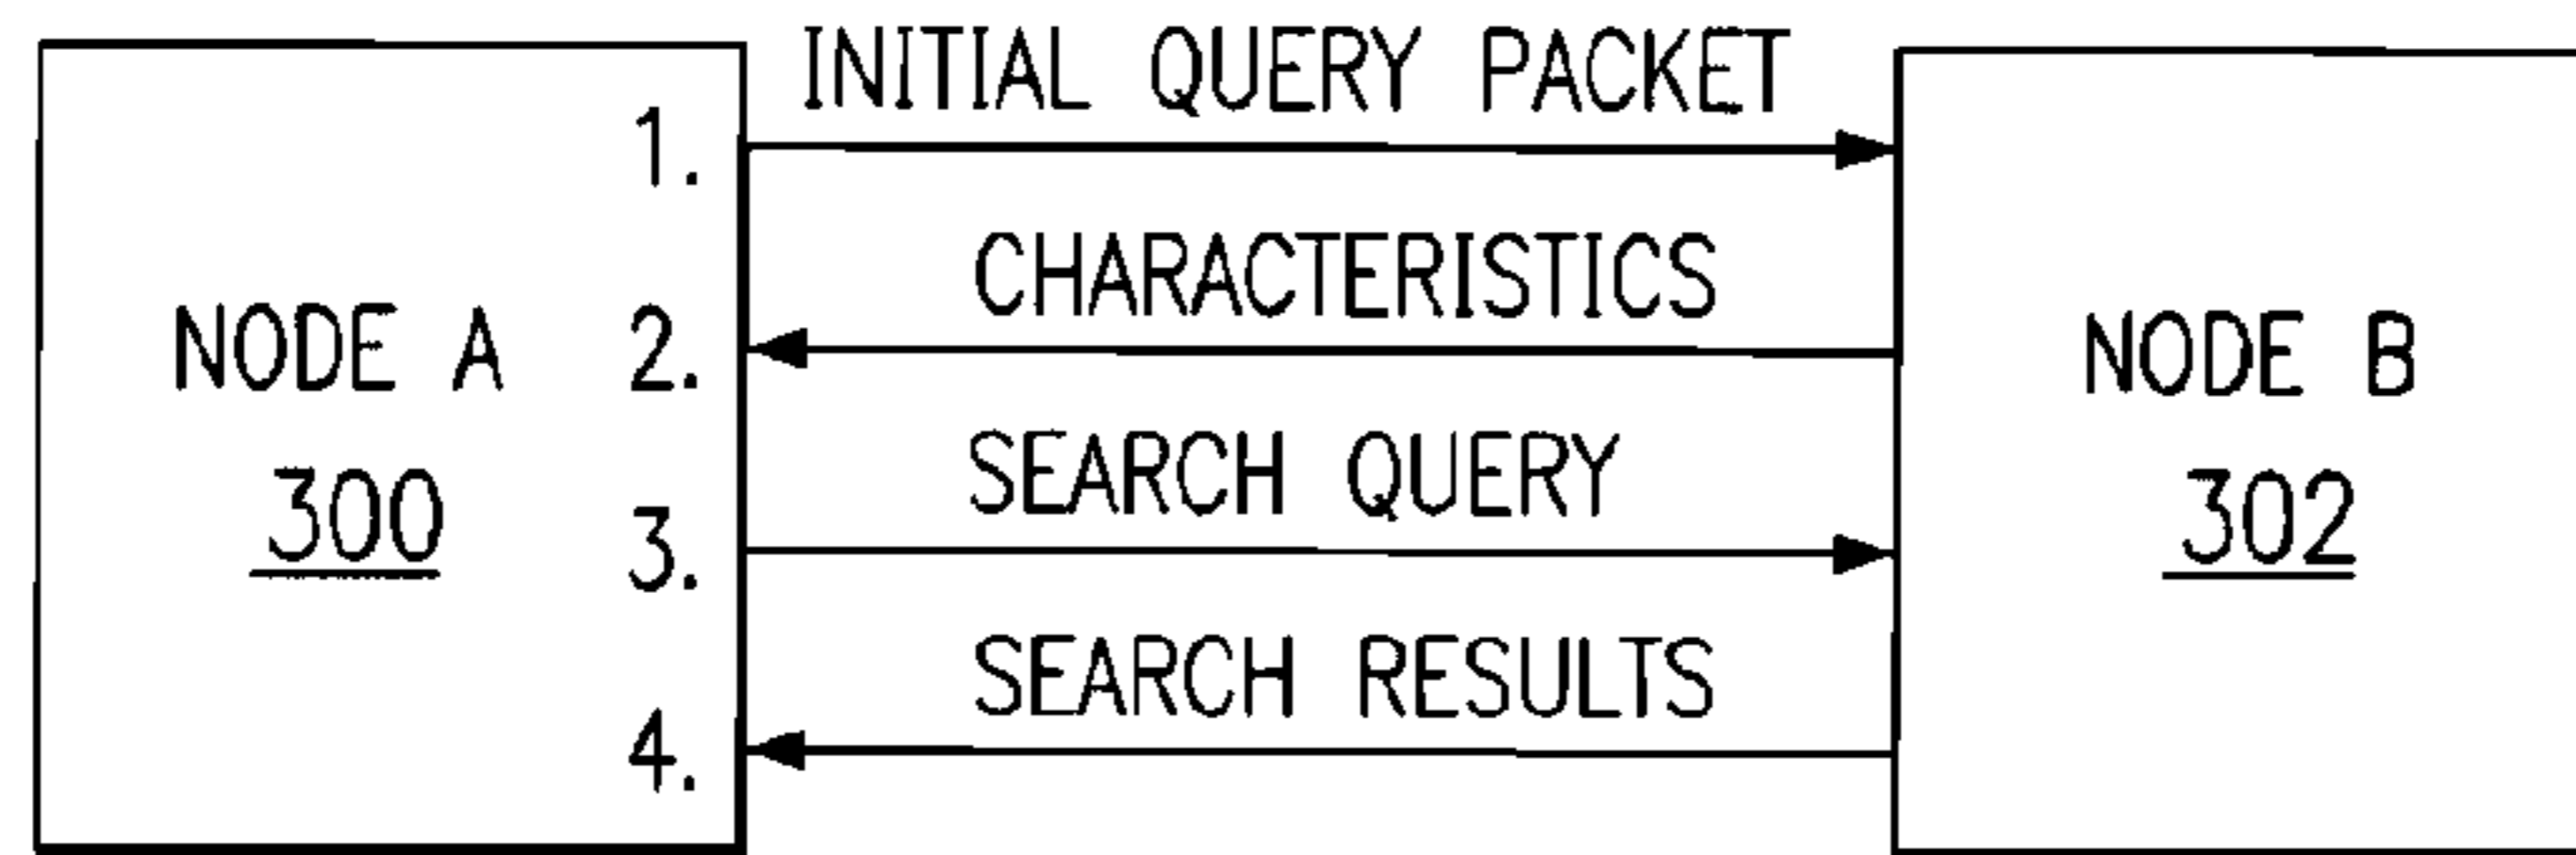 INITIAL QUERY PACKET
1.
CHARACTERISTICS
NODE A
2.
NODE B
SEARCH QUERY
300
3.
302
SEARCH RESULTS
4.